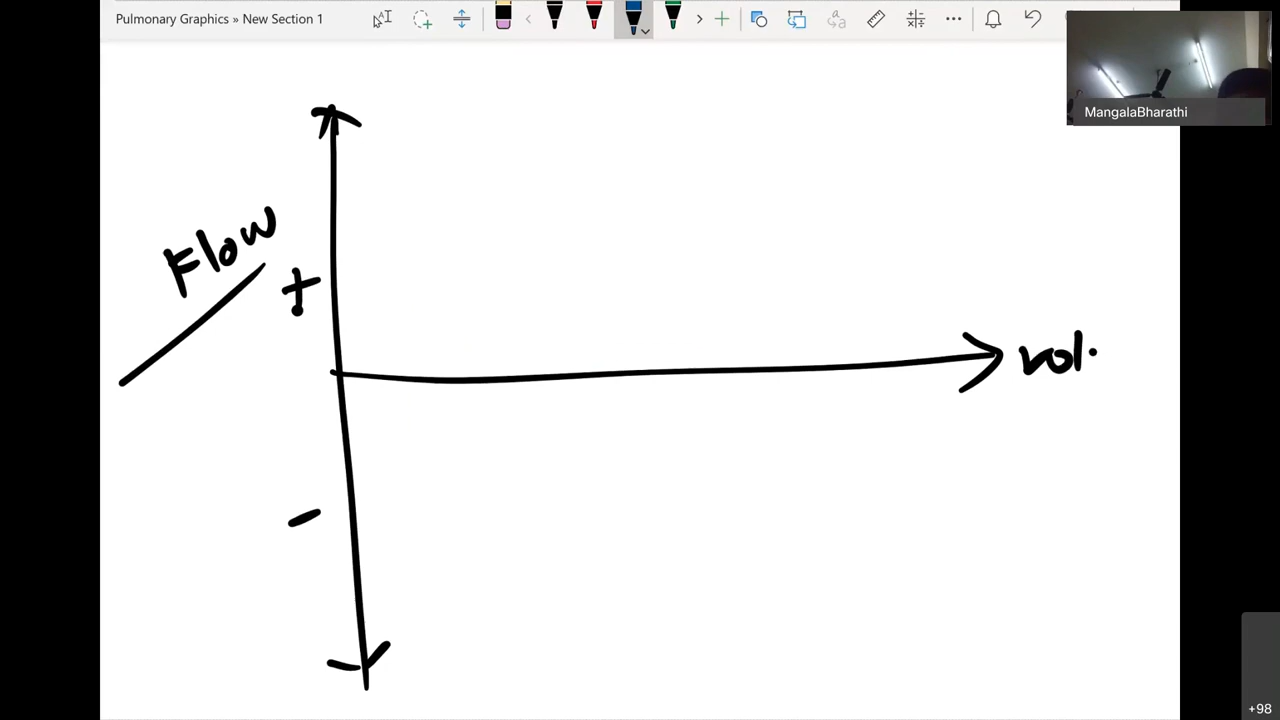 Pulmonary Graphics » New Section 1
MangalaBharathi
Flow
+
vol.
-
+98